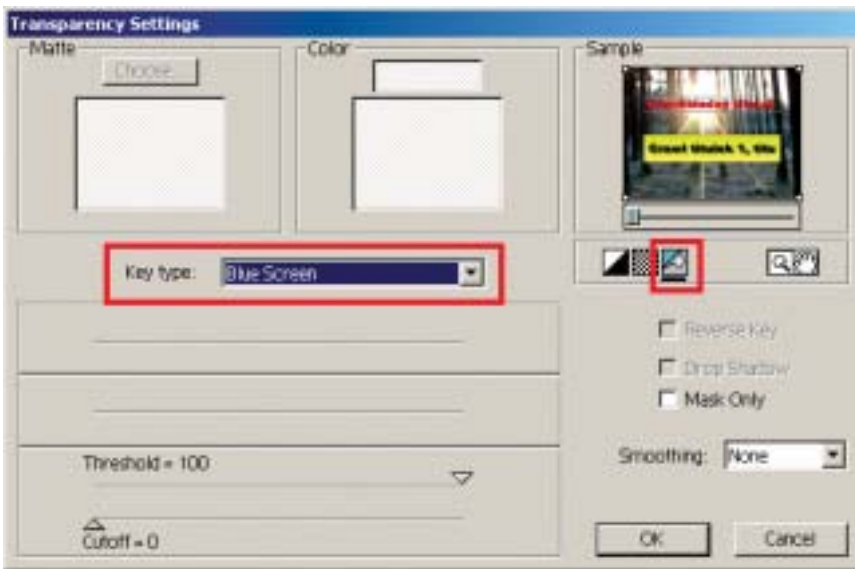 Transparency Settings
Matte
Choose...
Color
Sample
Key type:
Blue Screen
Reverse Key
Drop Shadow
Mask Only
Threshold = 100
Smoothing:
None
Cutoff = 0
OK
Cancel